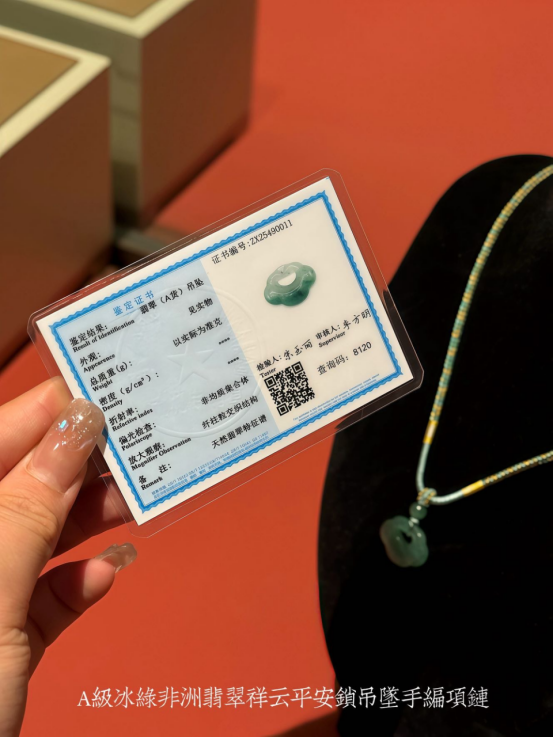 证书编号:ZX25490011
鉴定证书
鉴定结果: 翡翠（A货）吊坠
Result of Identification
外观: 见实物
Appearance
总质量(g): 以实际为准克
Weight
密度(g/cm³): ****
Density
折射率: ****
Refractive index
偏光检查: 非均质集合体
Polariscope
放大观察: 纤柱粒交织结构
Magnifier Observation
备 注: 天然翡翠特征谱
Remark
检验人: 审核人: 李方明
Tester Supervisor
查询码: 8120
A級冰綠非洲翡翠祥云平安鎖吊墜手編項鏈